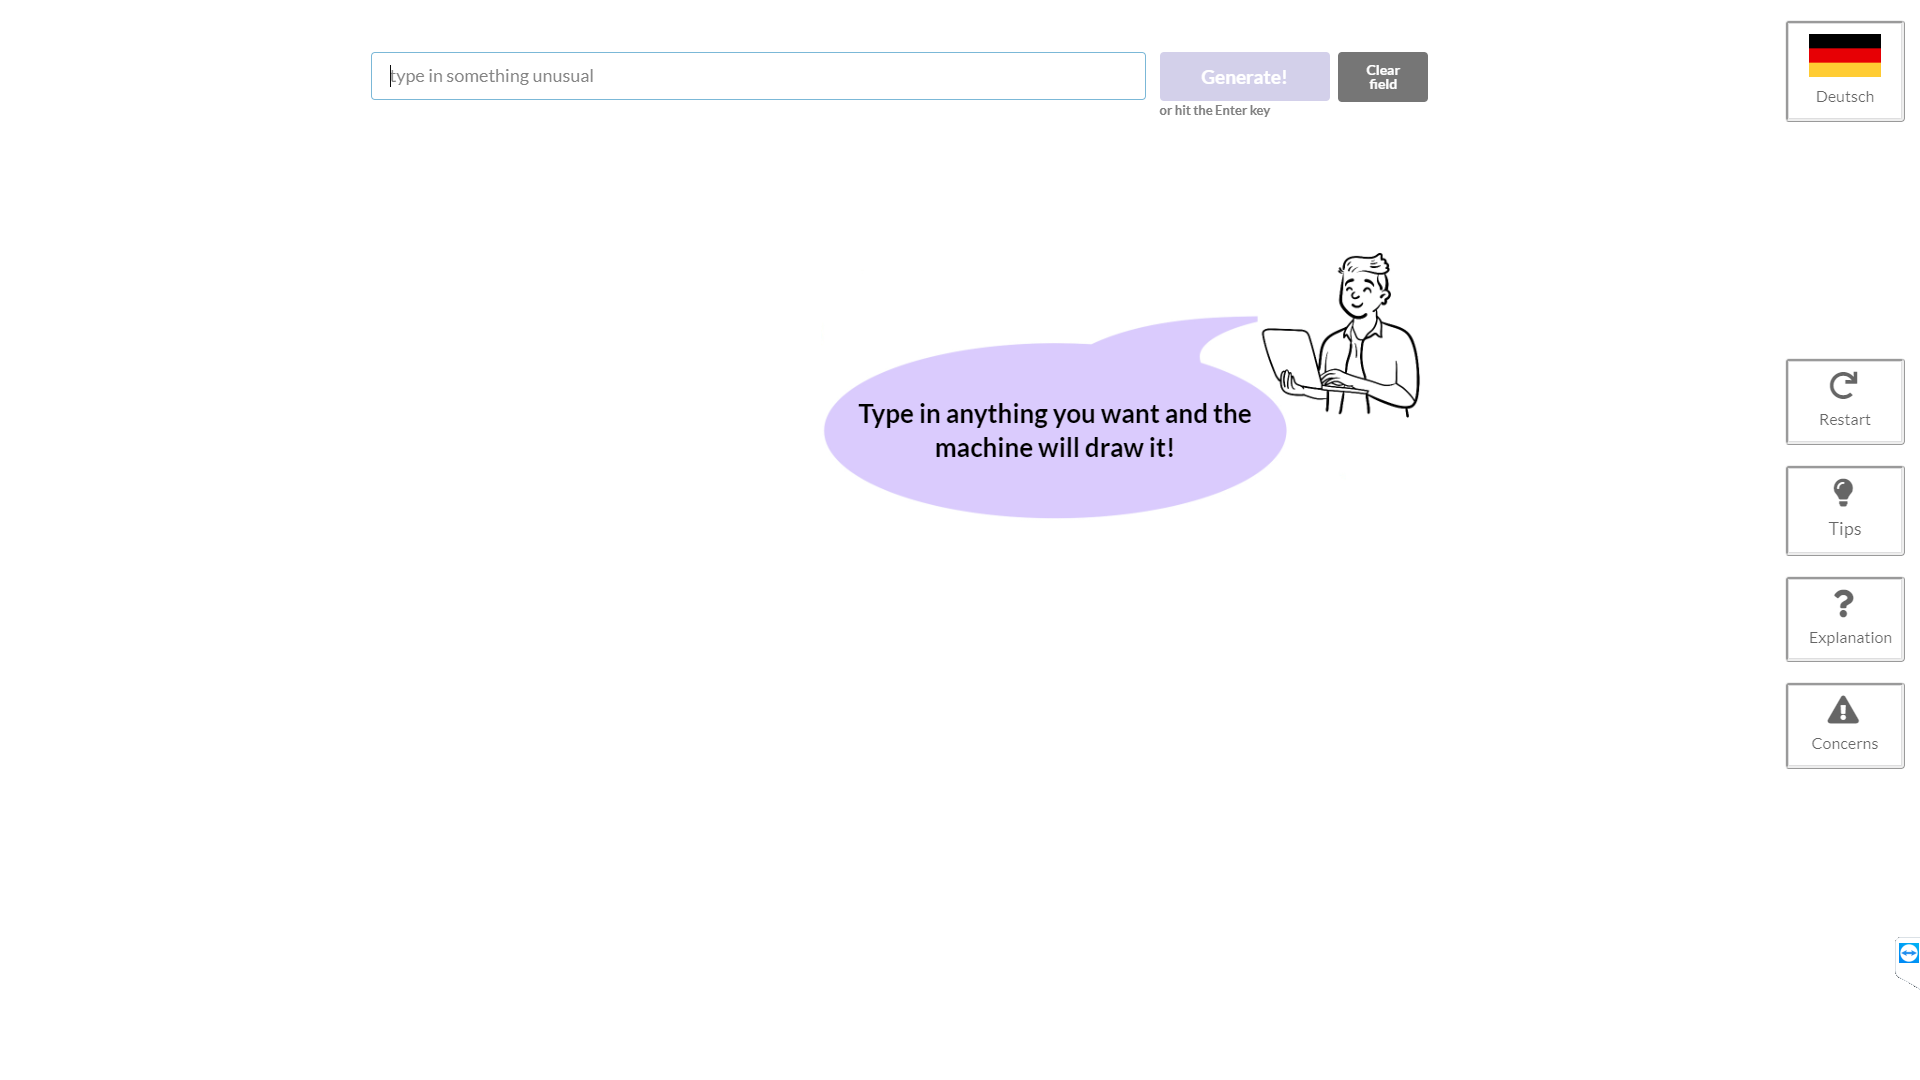 type in something unusual
Generate!
Clear
field
or hit the Enter key
Deutsch
Type in anything you want and the
machine will draw it!
Restart
Tips
Explanation
Concerns